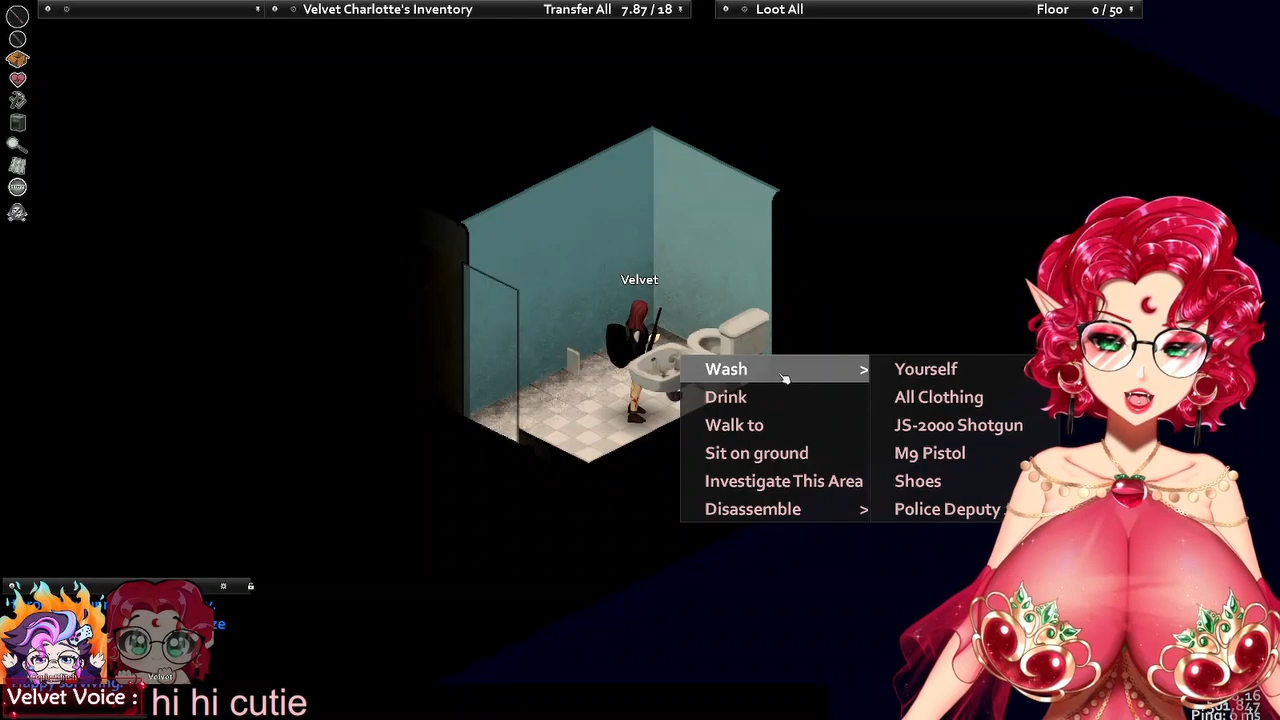 Velvet Charlotte's Inventory Transfer All 7.87 / 18
Loot All Floor 0 / 50
Velvet
Wash >
Drink
Walk to
Sit on ground
Investigate This Area
Disassemble >
Yourself
All Clothing
JS-2000 Shotgun
M9 Pistol
Shoes
Police Deputy
Velvet
Velvet Voice : hi hi cutie